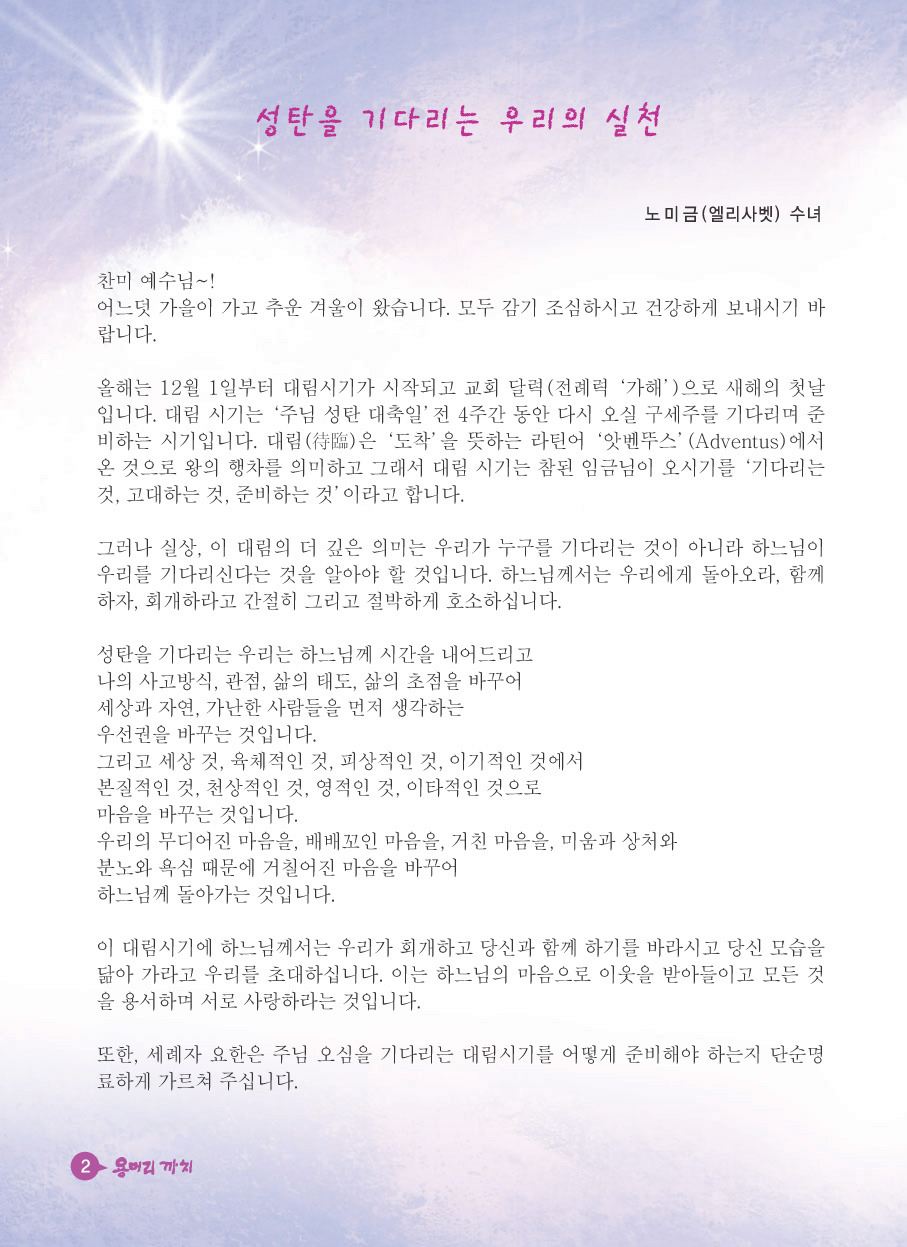 성탄을 기다리는 우리의 실천
노미금(엘리사벳) 수녀
찬미 예수님~!
어느덧 가을이 가고 추운 겨울이 왔습니다. 모두 감기 조심하시고 건강하게 보내시기 바
랍니다.
올해는 12월 1일부터 대림시기가 시작되고 교회 달력(전례력 ‘가해’)으로 새해의 첫날
입니다. 대림 시기는 ‘주님 성탄 대축일’ 전 4주간 동안 다시 오실 구세주를 기다리며 준
비하는 시기입니다. 대림(待臨)은 ‘도착’을 뜻하는 라틴어 ‘앗벤뚜스’(Adventus)에서
온 것으로 왕의 행차를 의미하고 그래서 대림 시기는 참된 임금님이 오시기를 ‘기다리는
것, 고대하는 것, 준비하는 것’이라고 합니다.
그러나 실상, 이 대림의 더 깊은 의미는 우리가 누구를 기다리는 것이 아니라 하느님이
우리를 기다리신다는 것을 알아야 할 것입니다. 하느님께서는 우리에게 돌아오라, 함께
하자, 회개하라고 간절히 그리고 절박하게 호소하십니다.
성탄을 기다리는 우리는 하느님께 시간을 내어드리고
나의 사고방식, 관점, 삶의 태도, 삶의 초점을 바꾸어
세상과 자연, 가난한 사람들을 먼저 생각하는
우선권을 바꾸는 것입니다.
그리고 세상 것, 육체적인 것, 피상적인 것, 이기적인 것에서
본질적인 것, 천상적인 것, 영적인 것, 이타적인 것으로
마음을 바꾸는 것입니다.
우리의 무디어진 마음을, 배배꼬인 마음을, 거친 마음을, 미움과 상처와
분노와 욕심 때문에 거칠어진 마음을 바꾸어
하느님께 돌아가는 것입니다.
이 대림시기에 하느님께서는 우리가 회개하고 당신과 함께 하기를 바라시고 당신 모습을
닮아 가라고 우리를 초대하십니다. 이는 하느님의 마음으로 이웃을 받아들이고 모든 것
을 용서하며 서로 사랑하라는 것입니다.
또한, 세례자 요한은 주님 오심을 기다리는 대림시기를 어떻게 준비해야 하는지 단순명
료하게 가르쳐 주십니다.
2 용머리 까치